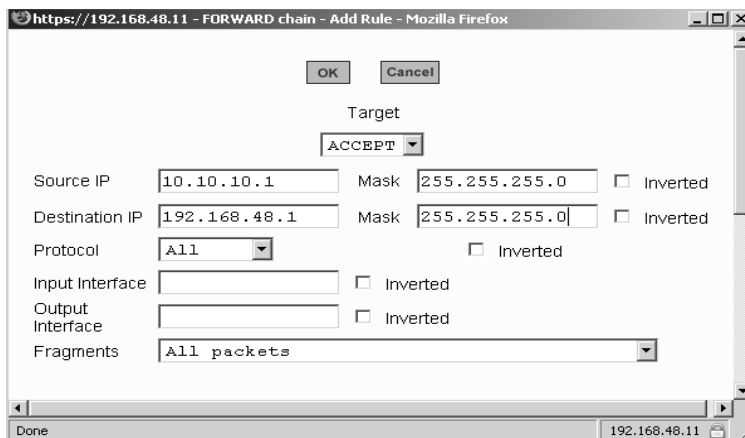 https://192.168.48.11 - FORWARD chain - Add Rule - Mozilla Firefox
OK Cancel
Target
ACCEPT
Source IP 10.10.10.1 Mask 255.255.255.0 Inverted
Destination IP 192.168.48.1 Mask 255.255.255.0 Inverted
Protocol All Inverted
Input Interface Inverted
Output
Interface Inverted
Fragments All packets
Done 192.168.48.11